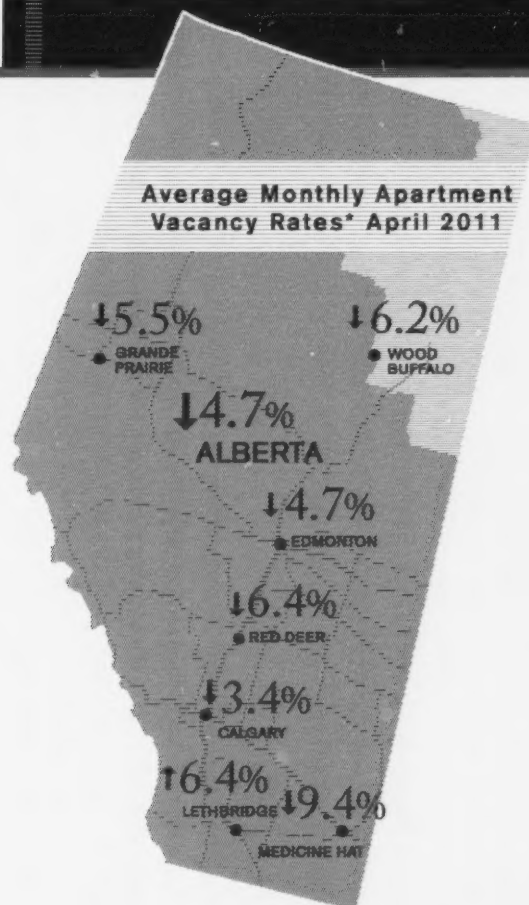 Average Monthly Apartment
Vacancy Rates* April 2011
↓5.5%
GRANDE
PRAIRIE
↓6.2%
WOOD
BUFFALO
↓4.7%
ALBERTA
↓4.7%
EDMONTON
↓6.4%
RED DEER
↓3.4%
CALGARY
↑6.4%
LETHBRIDGE
↓9.4%
MEDICINE HAT